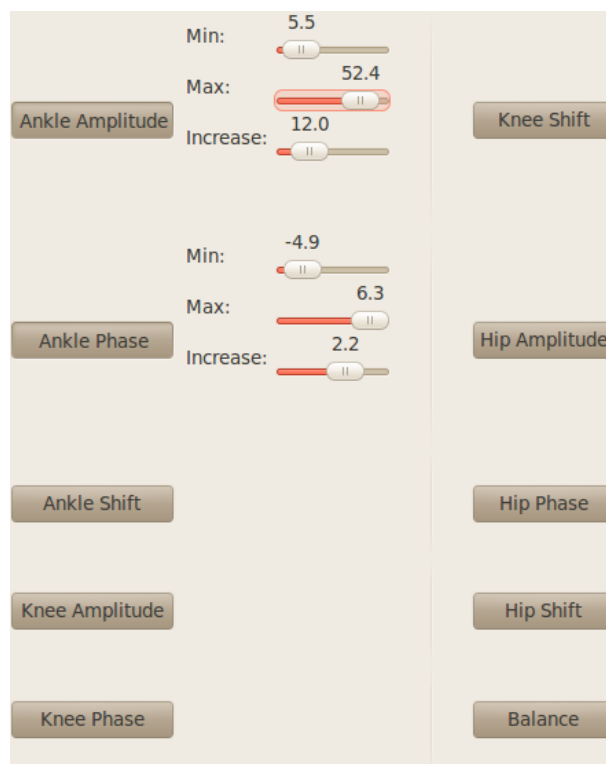 Min:
5.5
Max:
52.4
Ankle Amplitude
Increase:
12.0
Min:
-4.9
Max:
6.3
Ankle Phase
Increase:
2.2
Ankle Shift
Knee Amplitude
Knee Phase
Knee Shift
Hip Amplitude
Hip Phase
Hip Shift
Balance